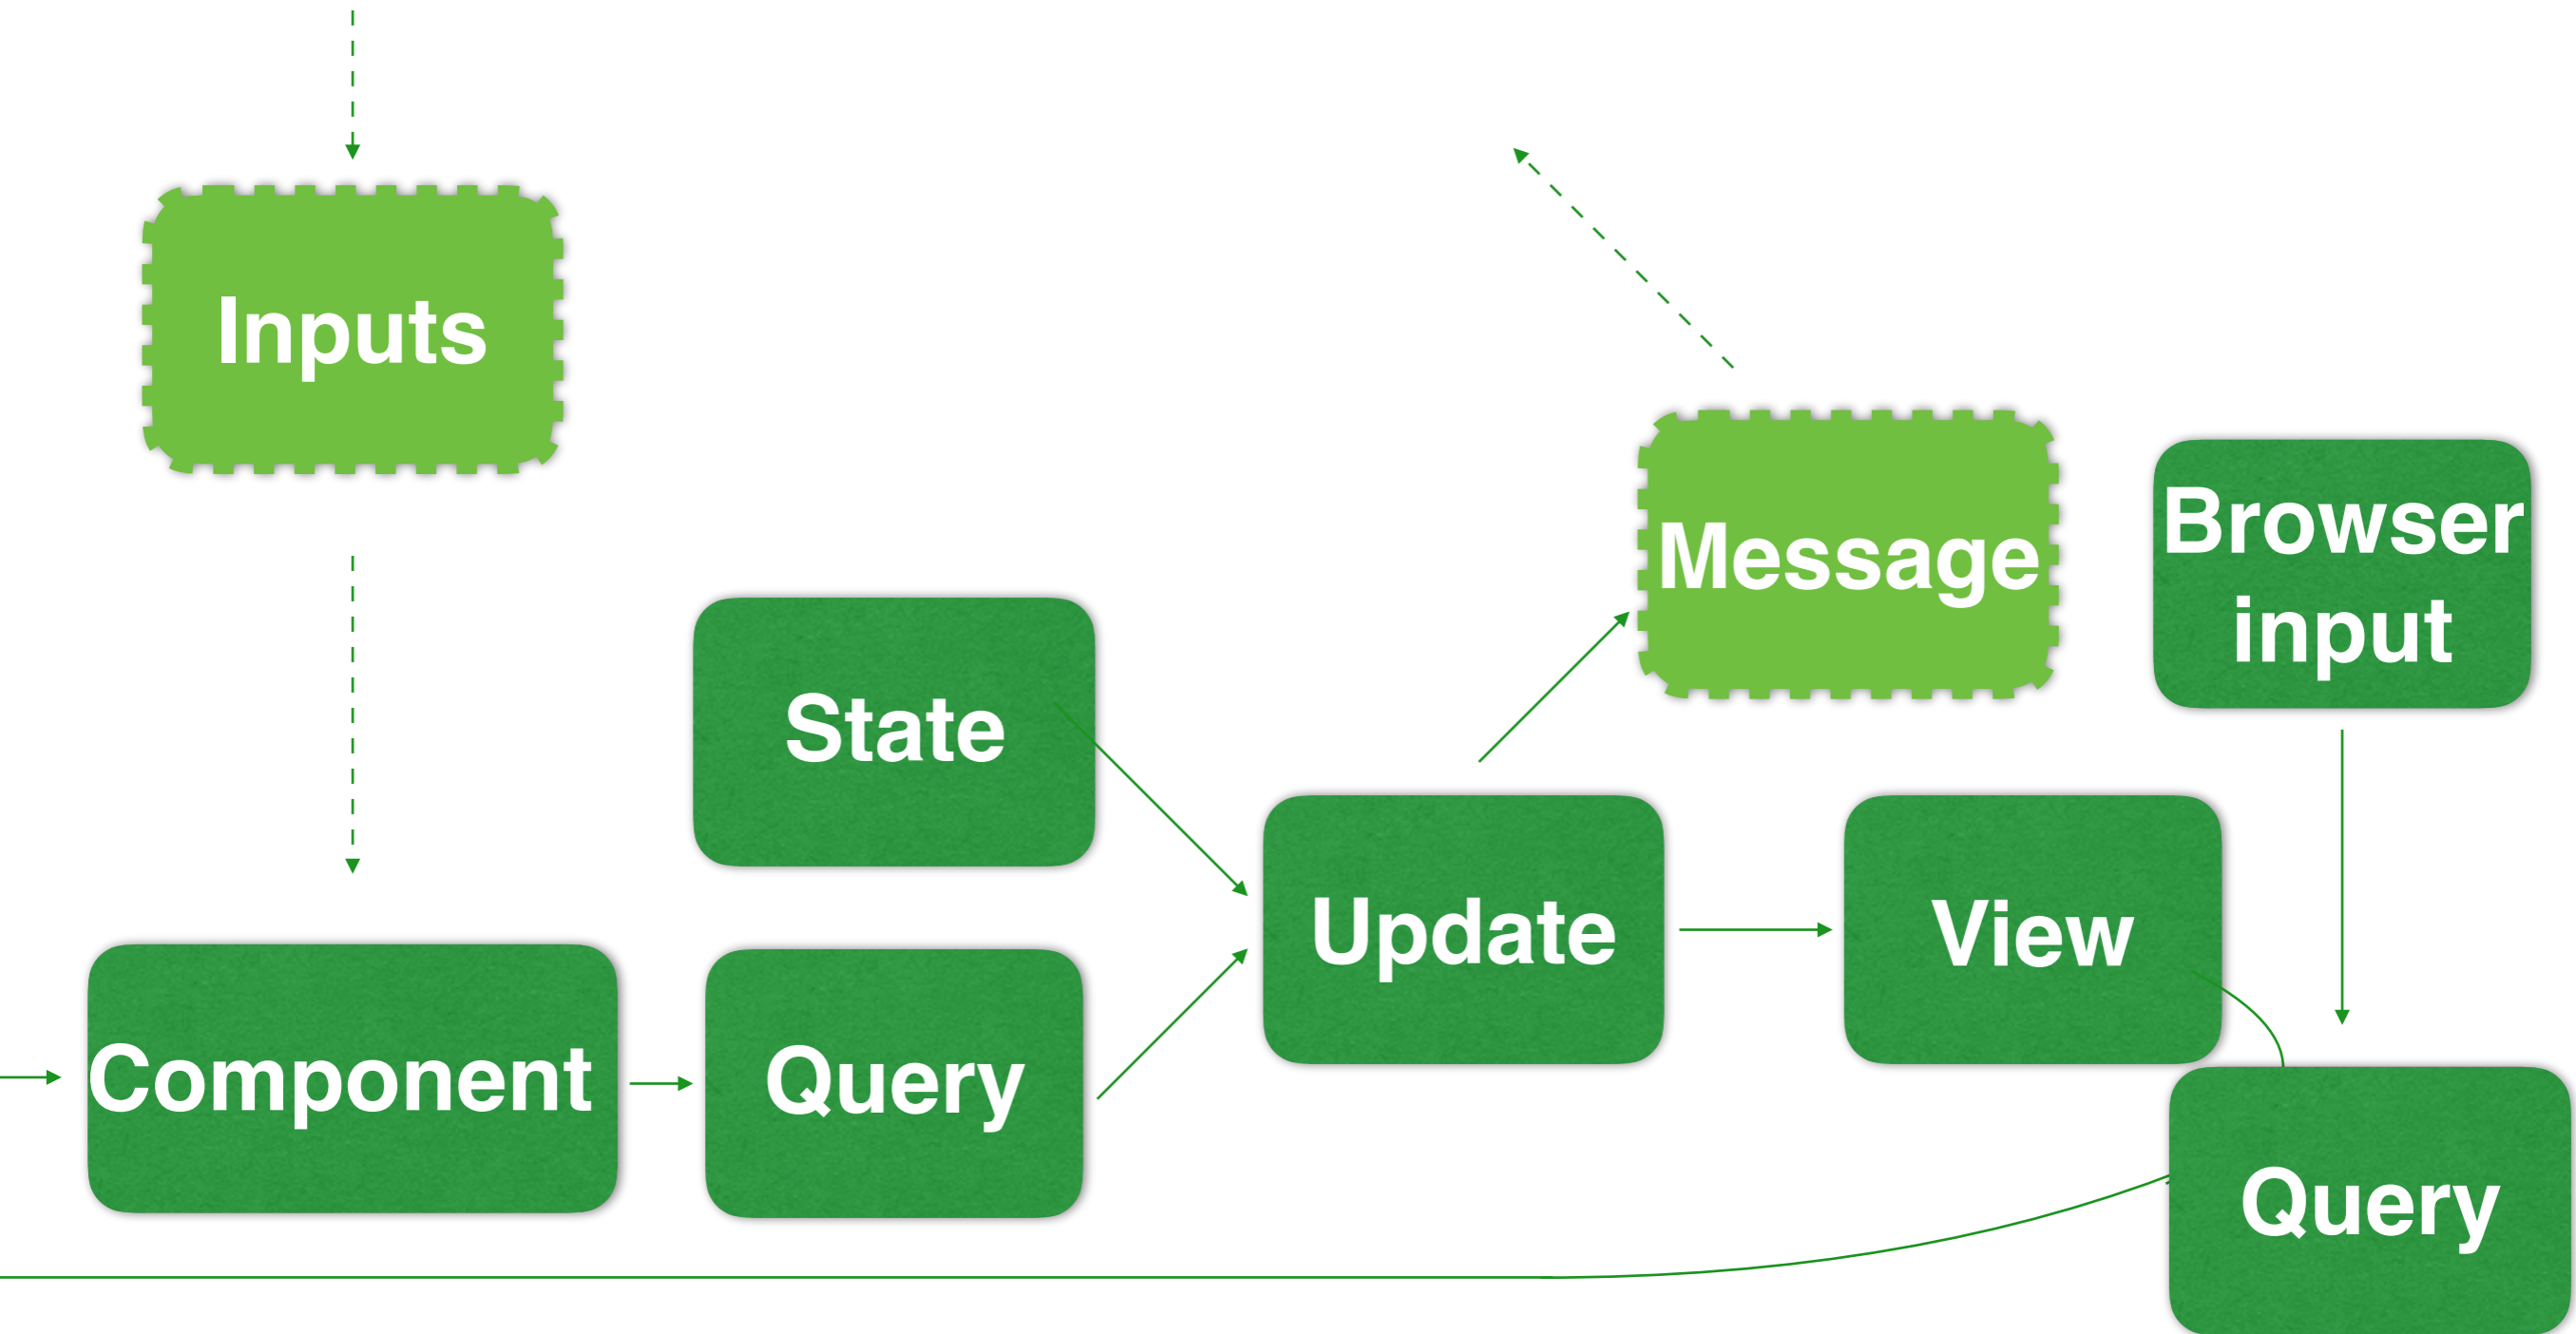 Inputs
Message
Browser
input
State
Update
View
Component
Query
Query